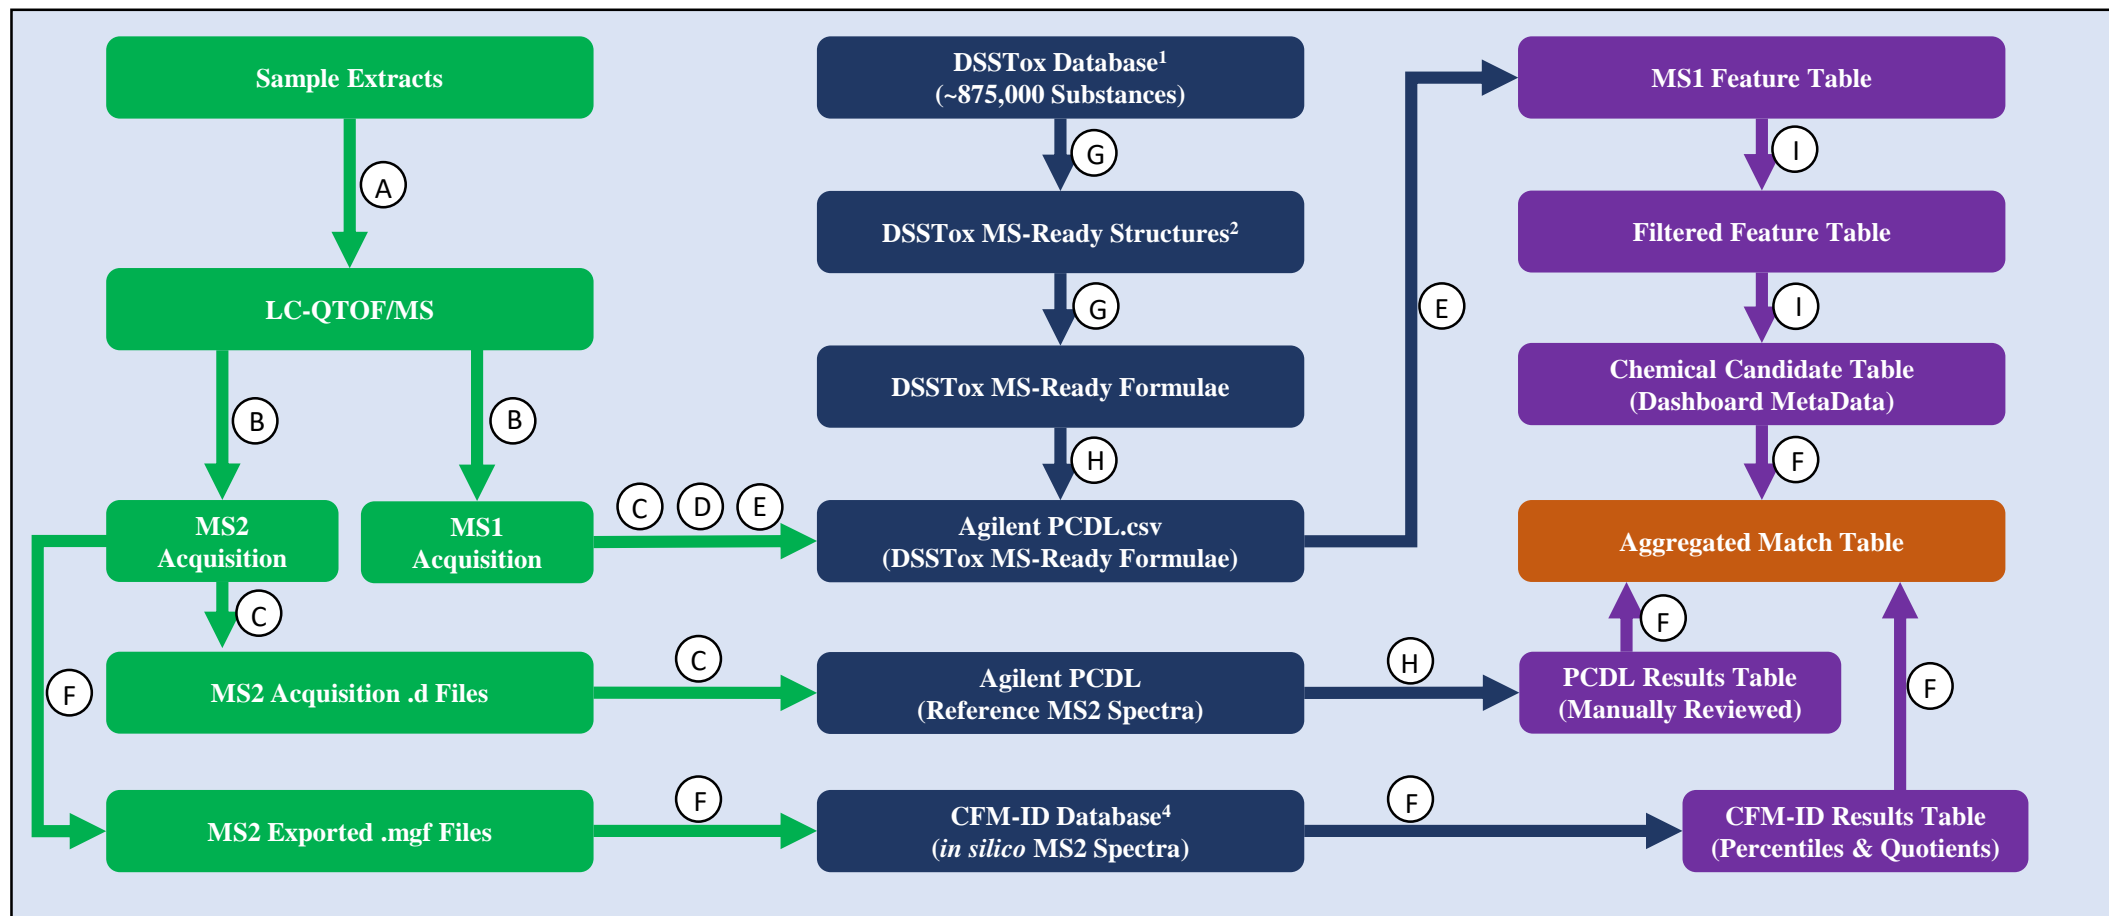 Sample Extracts
A
LC-QTOF/MS
B
B
MS2
Acquisition
MS1
Acquisition
C
F
MS2 Acquisition .d Files
MS2 Exported .mgf Files
C D E
C
F
DSSTox Database¹
(~875,000 Substances)
G
DSSTox MS-Ready Structures²
G
DSSTox MS-Ready Formulae
H
Agilent PCDL.csv
(DSSTox MS-Ready Formulae)
Agilent PCDL
(Reference MS2 Spectra)
CFM-ID Database⁴
(in silico MS2 Spectra)
E
H
F
MS1 Feature Table
I
Filtered Feature Table
I
Chemical Candidate Table
(Dashboard MetaData)
F
Aggregated Match Table
F
F
PCDL Results Table
(Manually Reviewed)
CFM-ID Results Table
(Percentiles & Quotients)